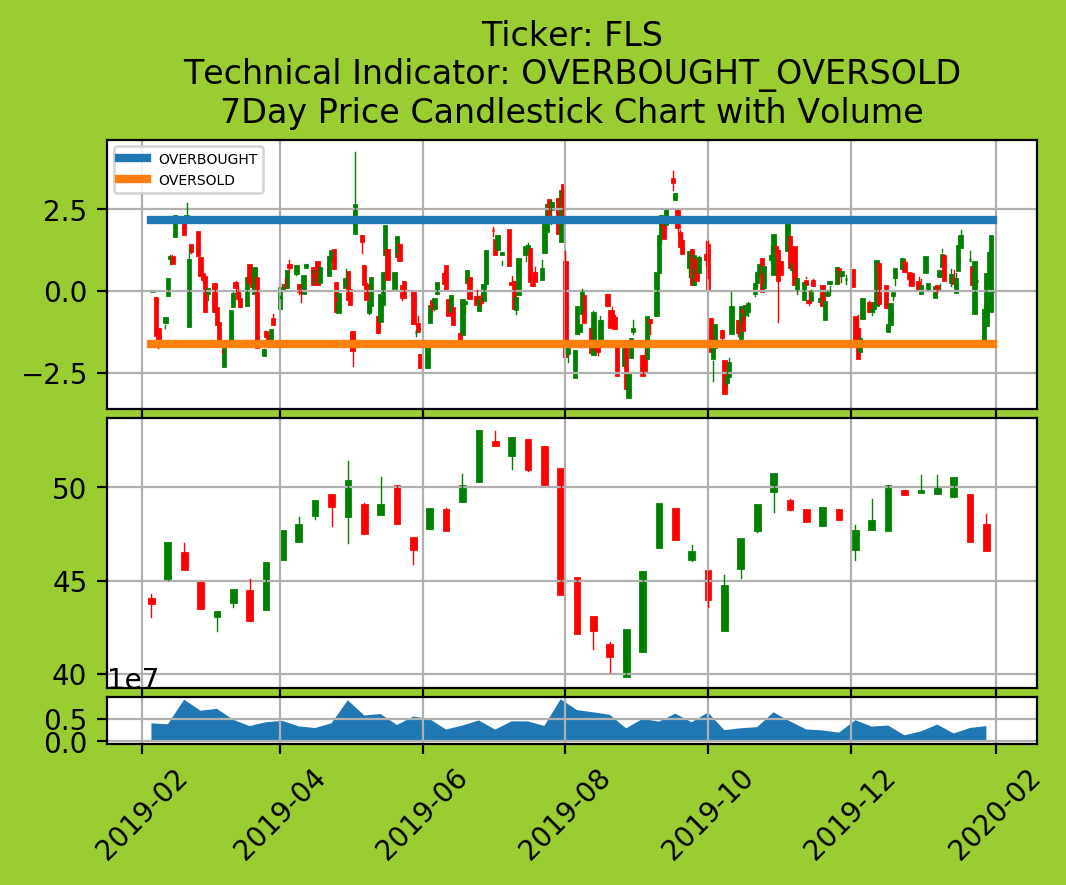 Ticker: FLS
Technical Indicator: OVERBOUGHT_OVERSOLD
7Day Price Candlestick Chart with Volume
OVERBOUGHT
OVERSOLD
2.5
0.0
−2.5
50
45
40
1e7
0.5
0.0
2019-02
2019-04
2019-06
2019-08
2019-10
2019-12
2020-02